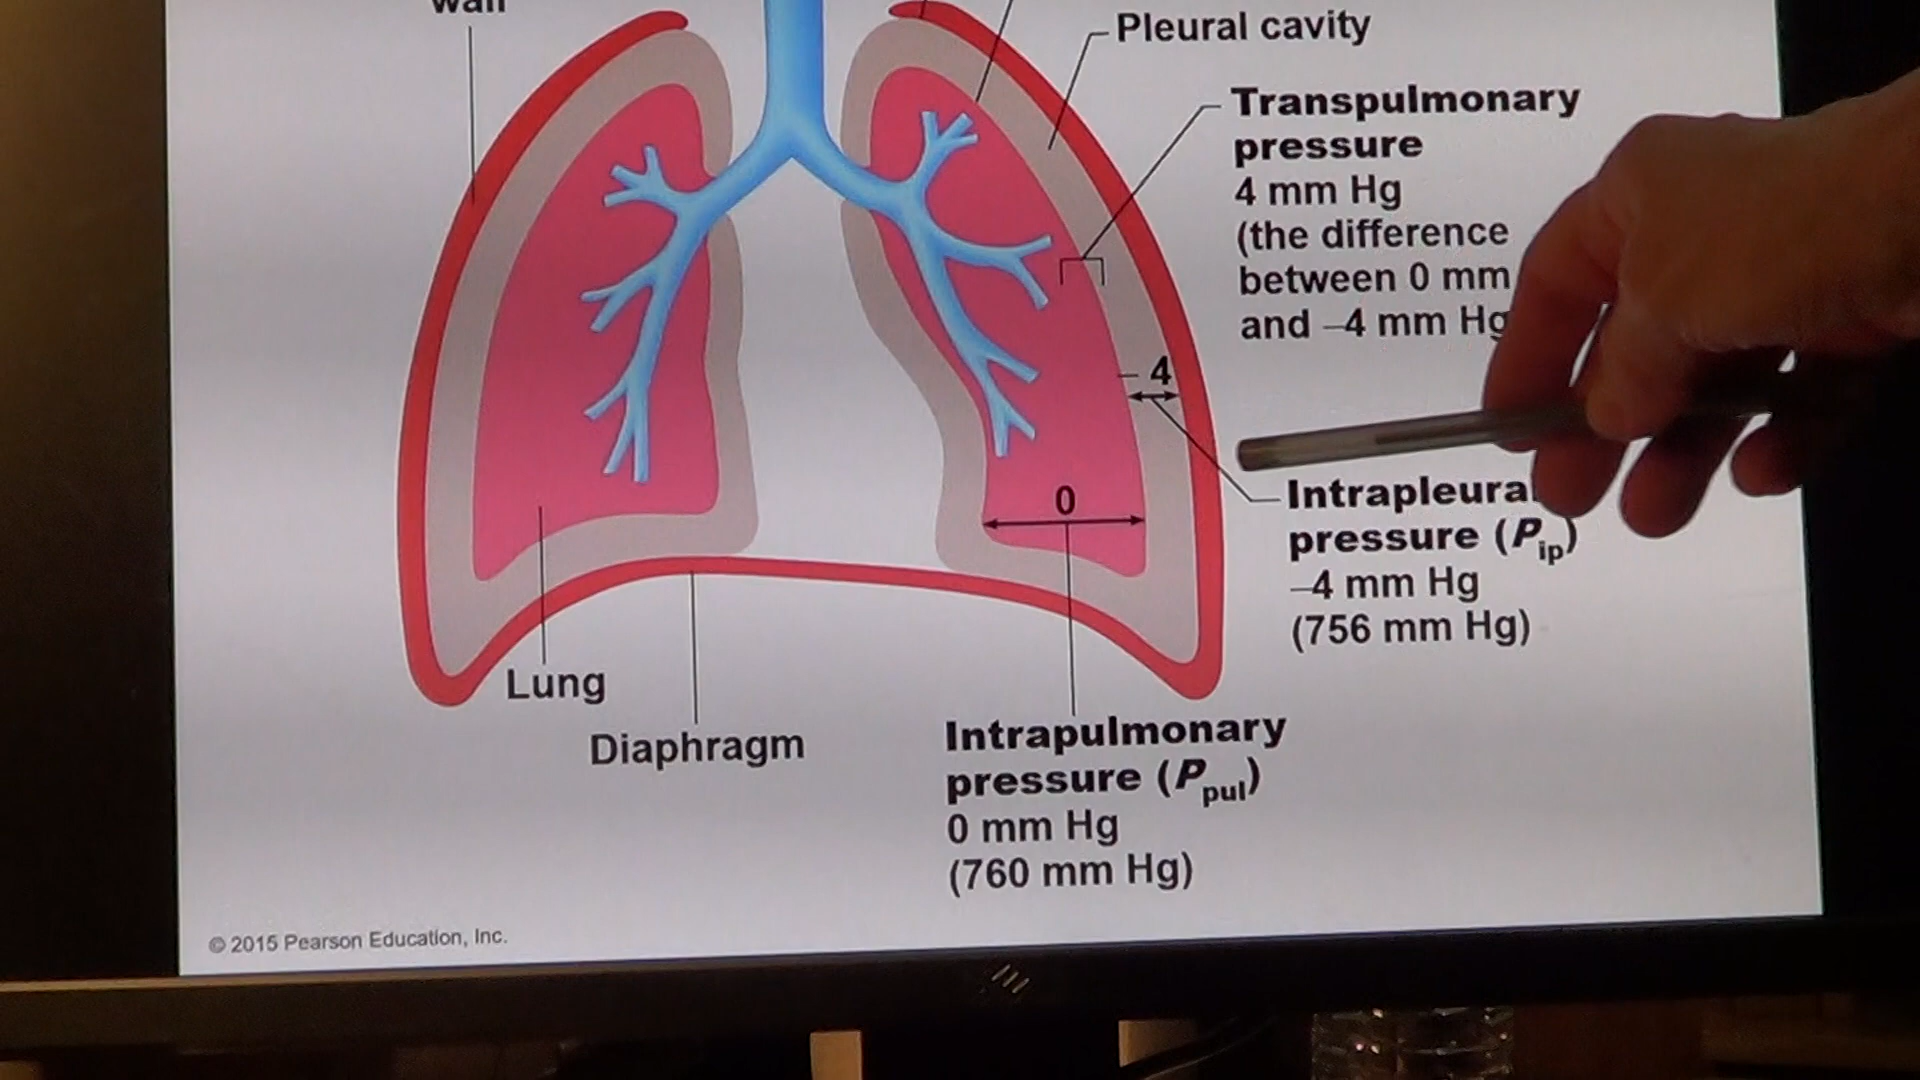 wall
Pleural cavity
Transpulmonary
pressure
4 mm Hg
(the difference
between 0 mm
and –4 mm Hg
– 4
0
Intrapleura
pressure (Pip)
–4 mm Hg
(756 mm Hg)
Lung
Diaphragm
Intrapulmonary
pressure (Ppul)
0 mm Hg
(760 mm Hg)
© 2015 Pearson Education, Inc.